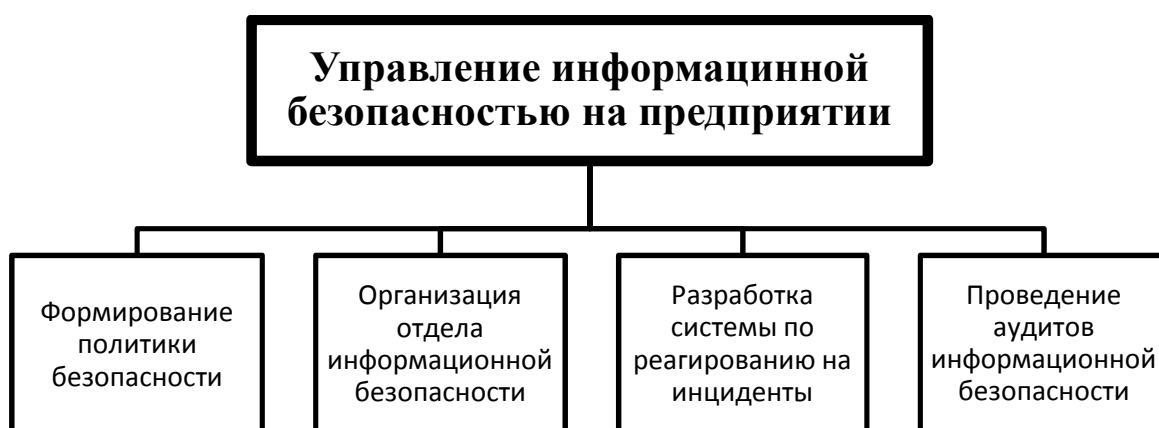 Управление информацинной
безопасностью на предприятии
Формирование
политики
безопасности
Организация
отдела
информационной
безопасности
Разработка
системы по
реагированию на
инциденты
Проведение
аудитов
информационной
безопасности